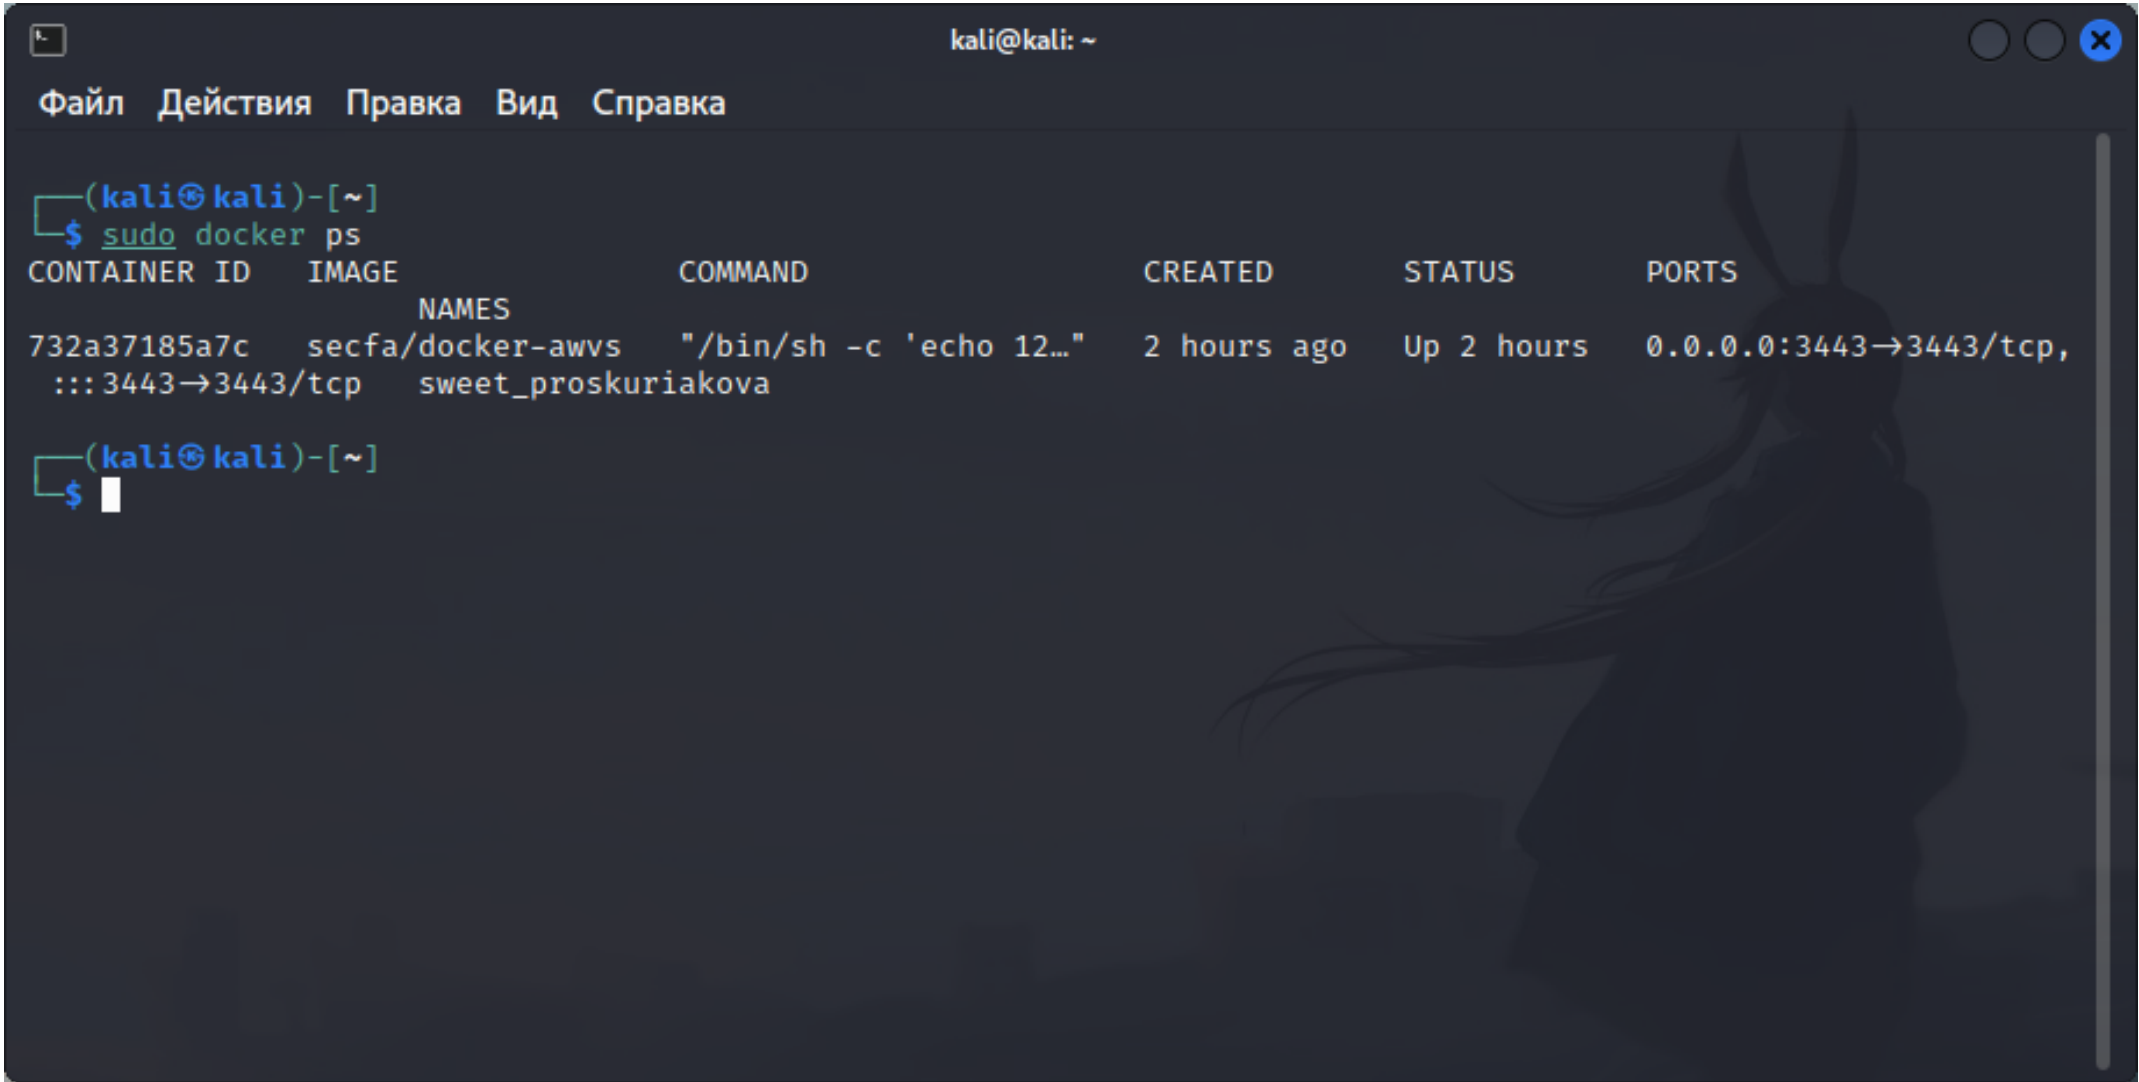 kali@kali: ~
Файл Действия Правка Вид Справка
┌──(kali㉿kali)-[~]
└─$ sudo docker ps
CONTAINER ID   IMAGE               COMMAND                  CREATED       STATUS       PORTS
                     NAMES
732a37185a7c   secfa/docker-awvs   "/bin/sh -c 'echo 12…"   2 hours ago   Up 2 hours   0.0.0.0:3443→3443/tcp,
 :::3443→3443/tcp   sweet_proskuriakova
┌──(kali㉿kali)-[~]
└─$